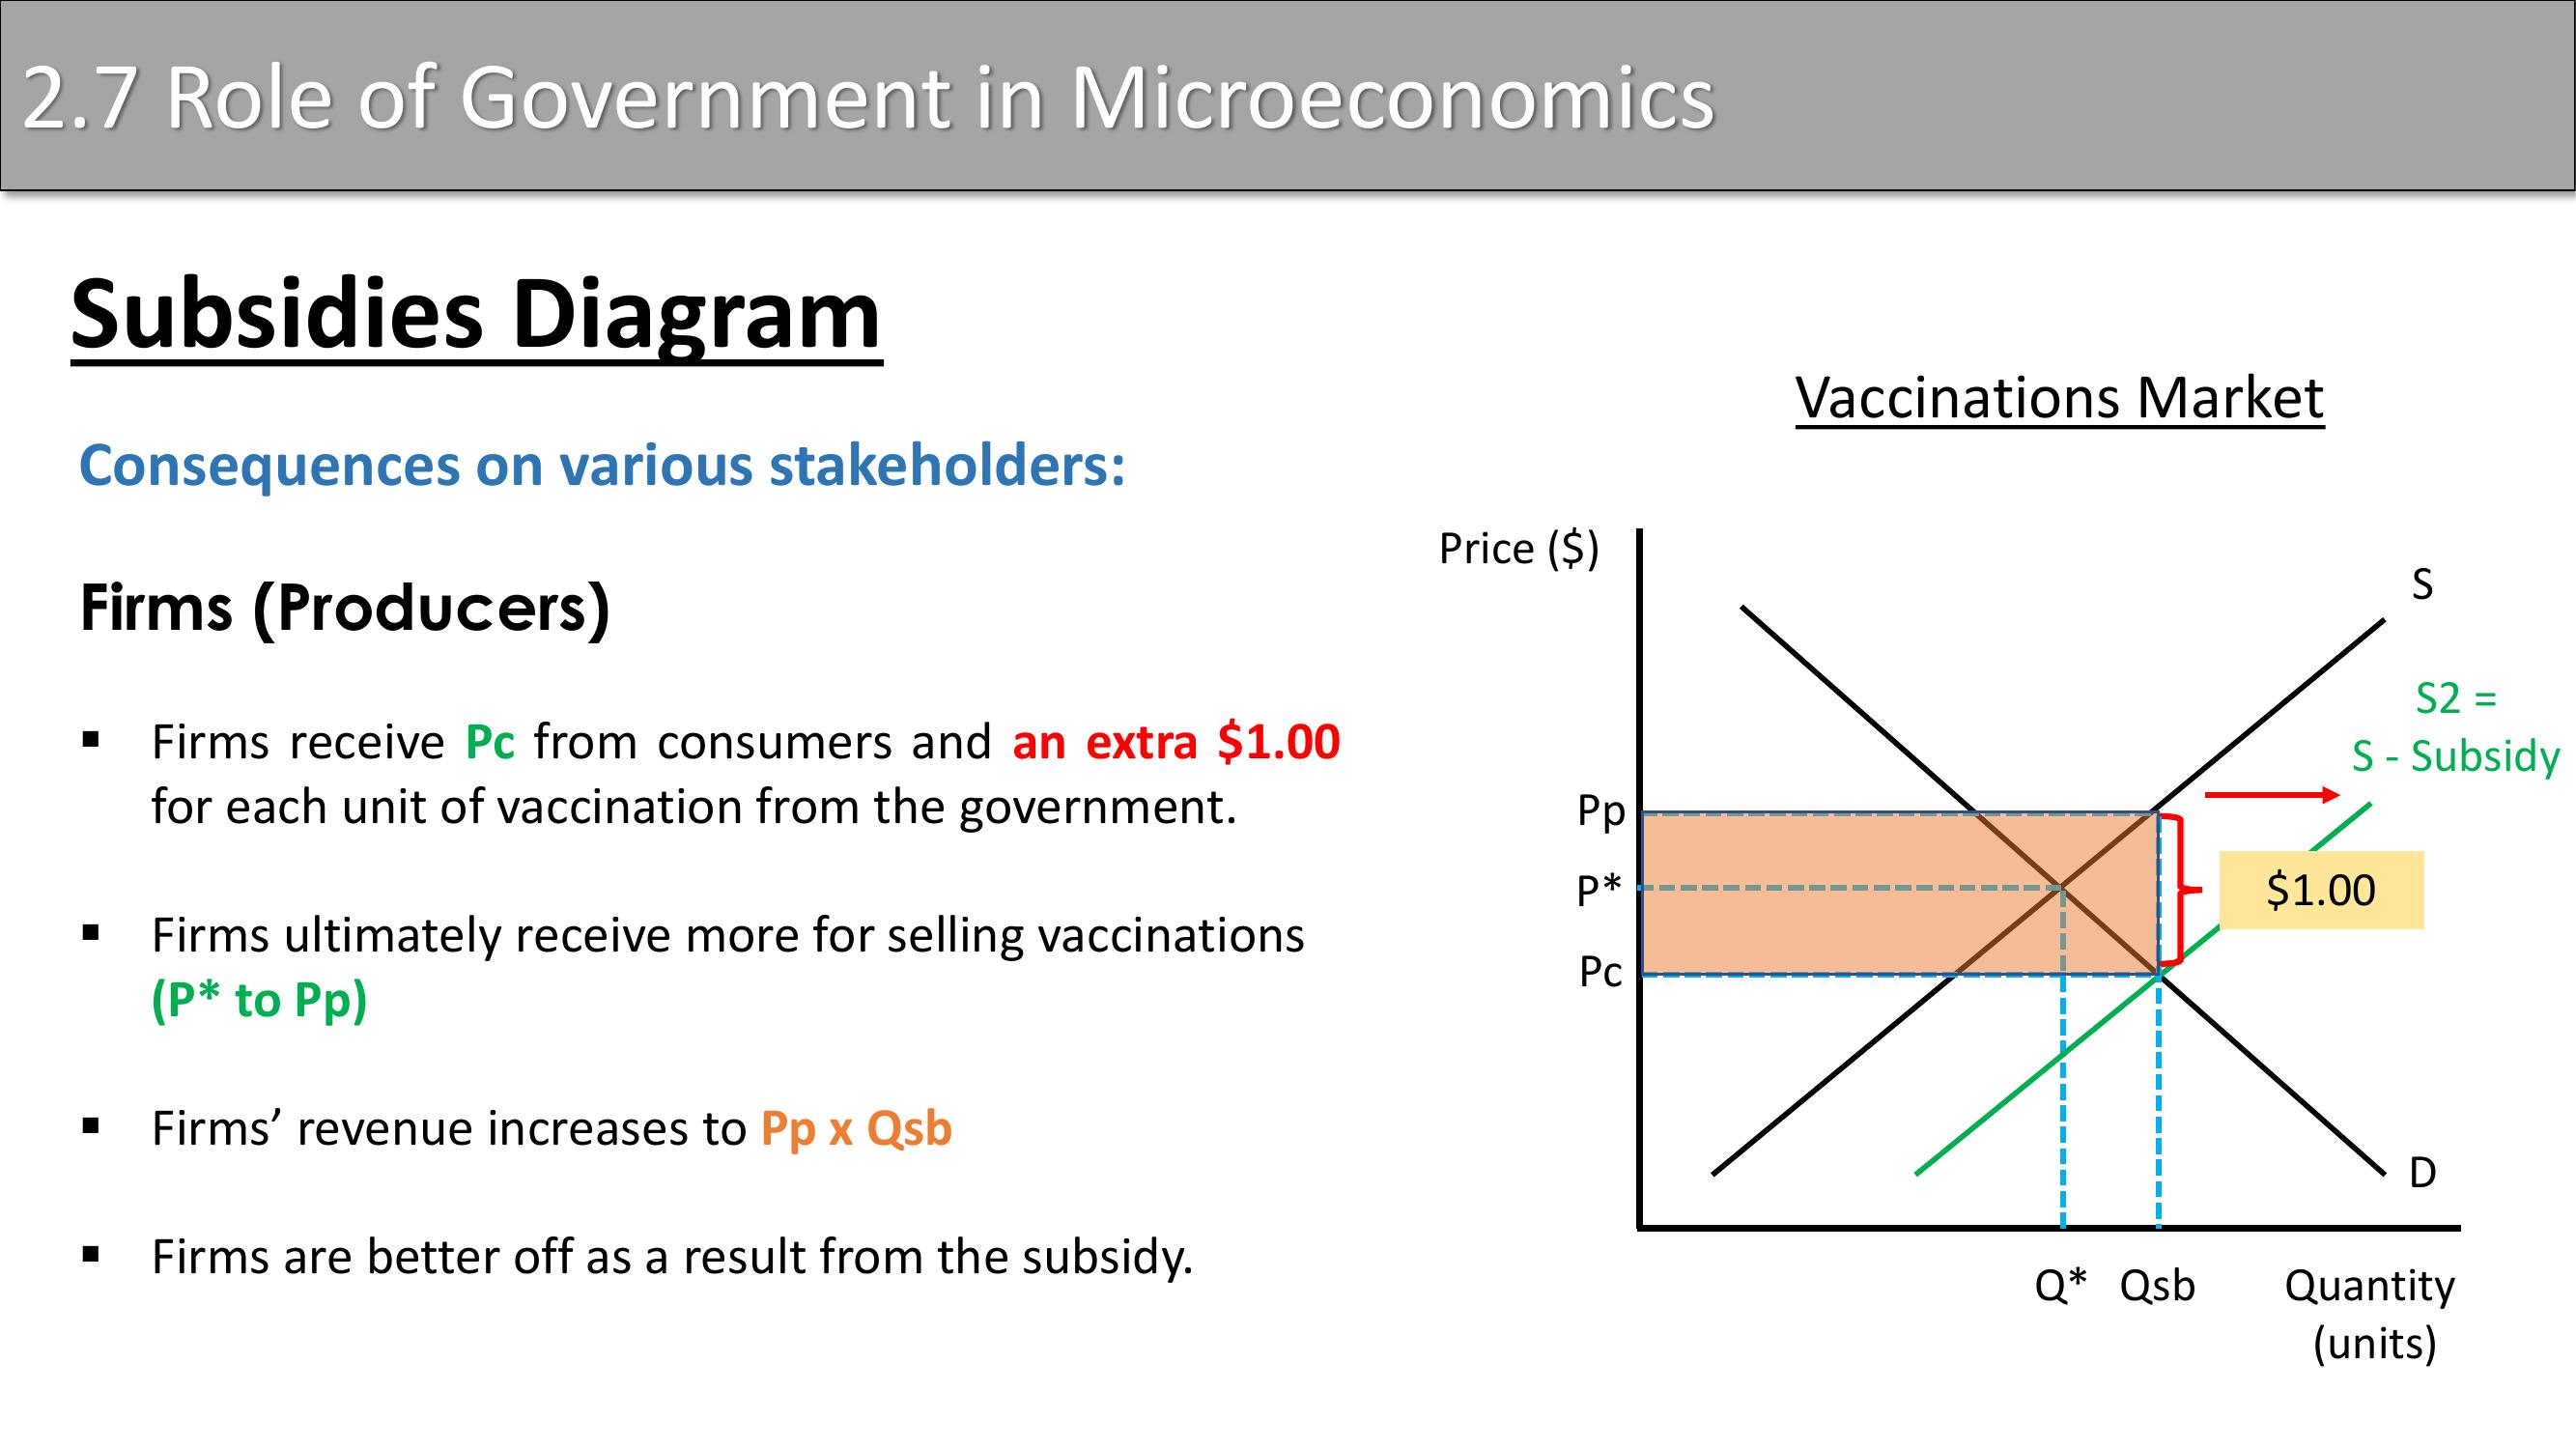 2.7 Role of Government in Microeconomics
Subsidies Diagram
Consequences on various stakeholders:
Firms (Producers)
▪ Firms receive Pc from consumers and an extra $1.00
for each unit of vaccination from the government.
▪ Firms ultimately receive more for selling vaccinations
(P* to Pp)
▪ Firms’ revenue increases to Pp x Qsb
▪ Firms are better off as a result from the subsidy.
Vaccinations Market
Price ($)
S
S2 =
S - Subsidy
Pp
P*
$1.00
Pc
D
Q* Qsb Quantity
(units)